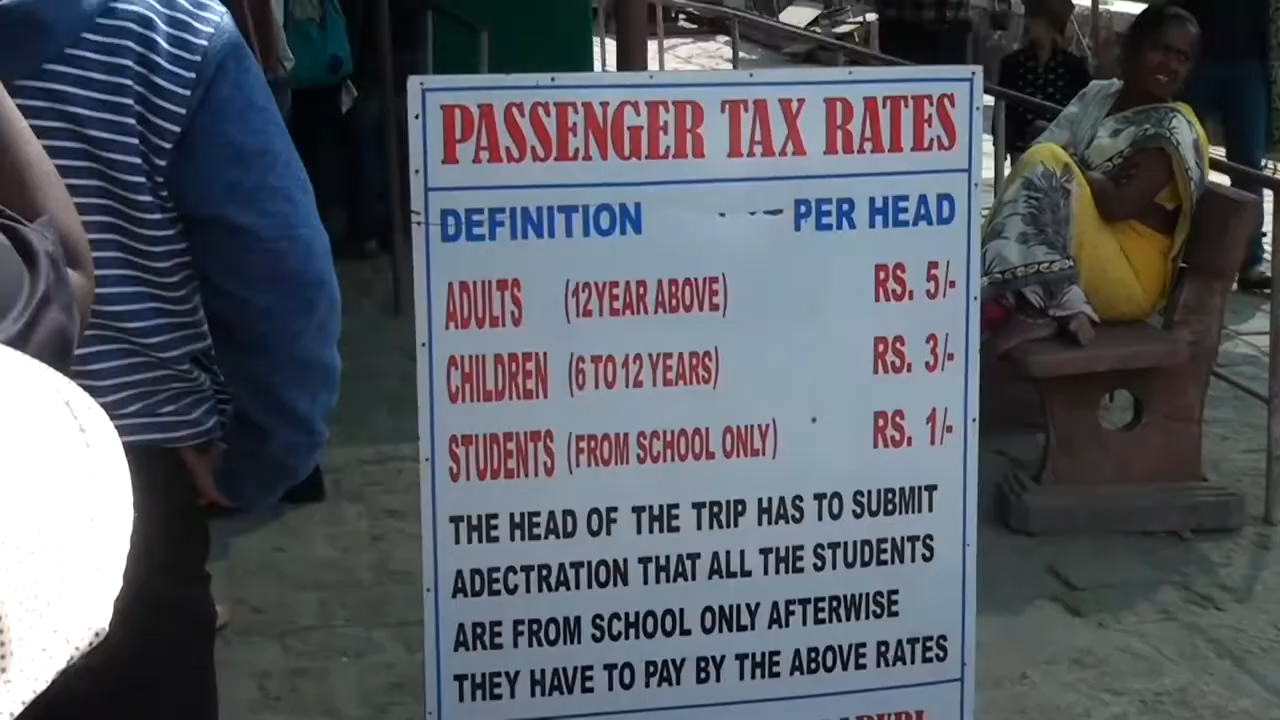 PASSENGER TAX RATES
DEFINITION PER HEAD
ADULTS (12YEAR ABOVE) RS. 5/-
CHILDREN (6 TO 12 YEARS) RS. 3/-
STUDENTS (FROM SCHOOL ONLY) RS. 1/-
THE HEAD OF THE TRIP HAS TO SUBMIT
ADECTRATION THAT ALL THE STUDENTS
ARE FROM SCHOOL ONLY AFTERWISE
THEY HAVE TO PAY BY THE ABOVE RATES